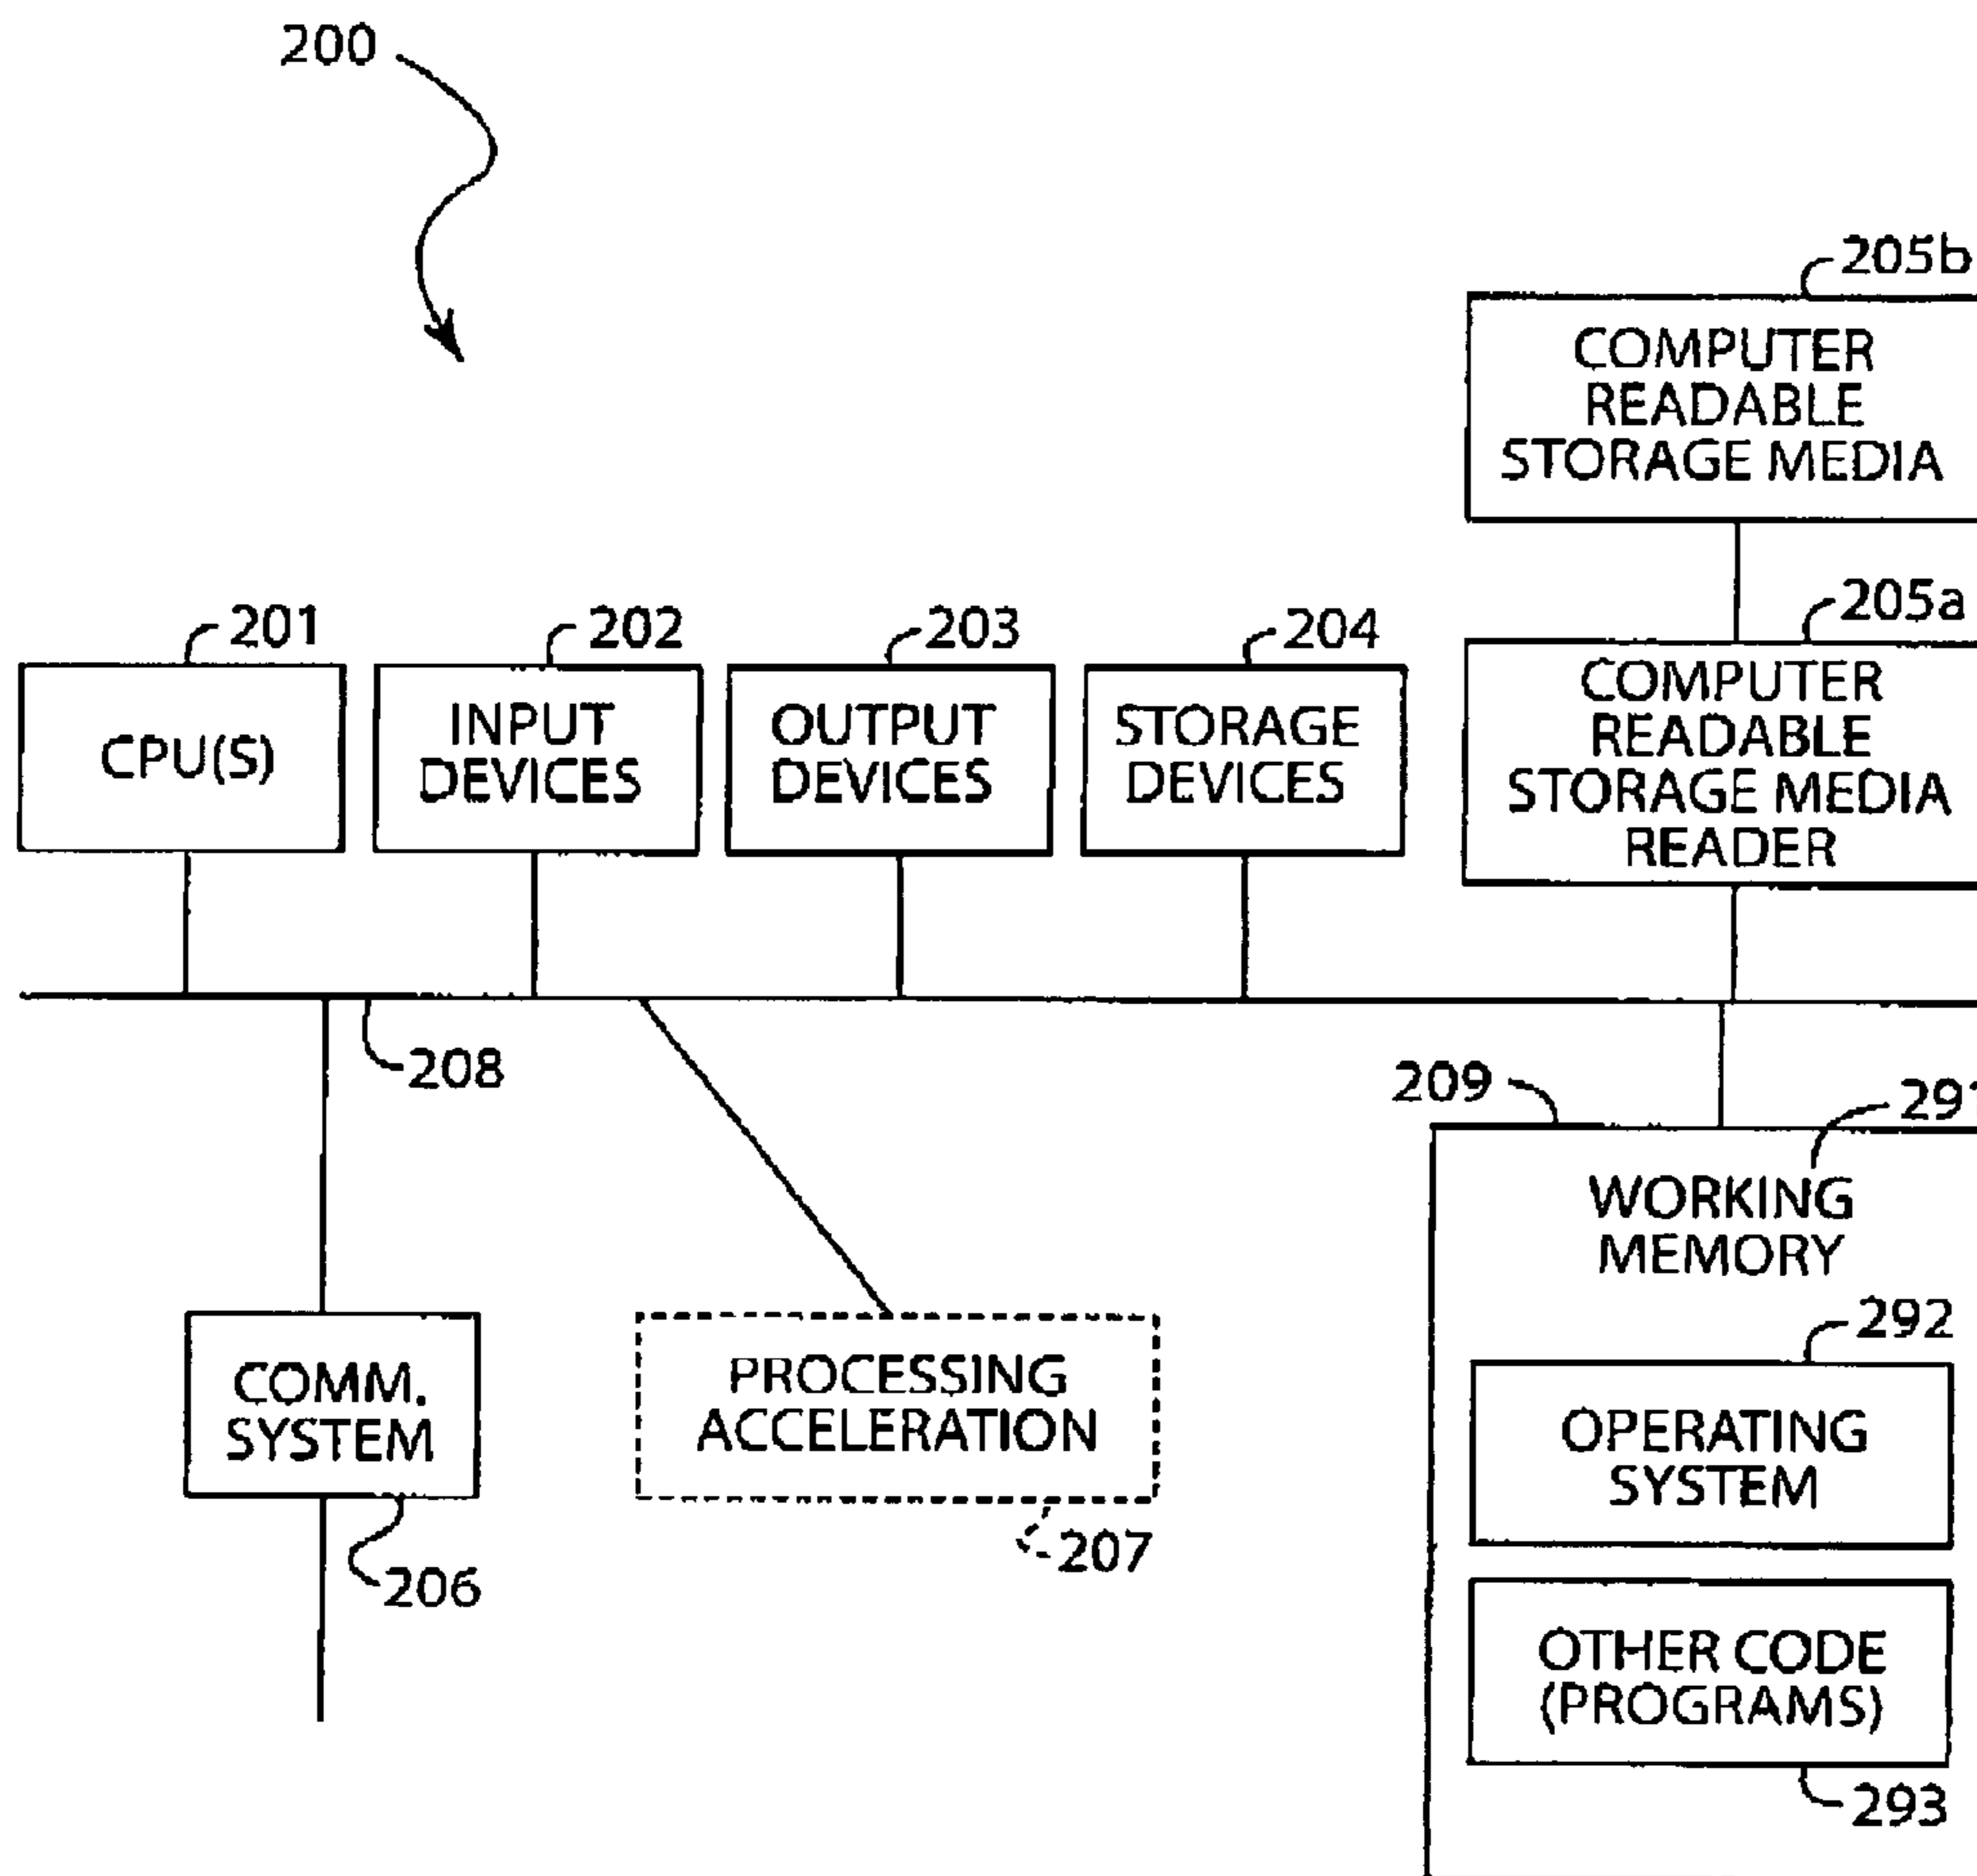 200
205b
COMPUTER
READABLE
STORAGE MEDIA
201
202
203
204
205a
CPU(S)
INPUT
DEVICES
OUTPUT
DEVICES
STORAGE
DEVICES
COMPUTER
READABLE
STORAGE MEDIA
READER
208
209
291
WORKING
MEMORY
292
COMM.
SYSTEM
PROCESSING
ACCELERATION
OPERATING
SYSTEM
207
206
OTHER CODE
(PROGRAMS)
293